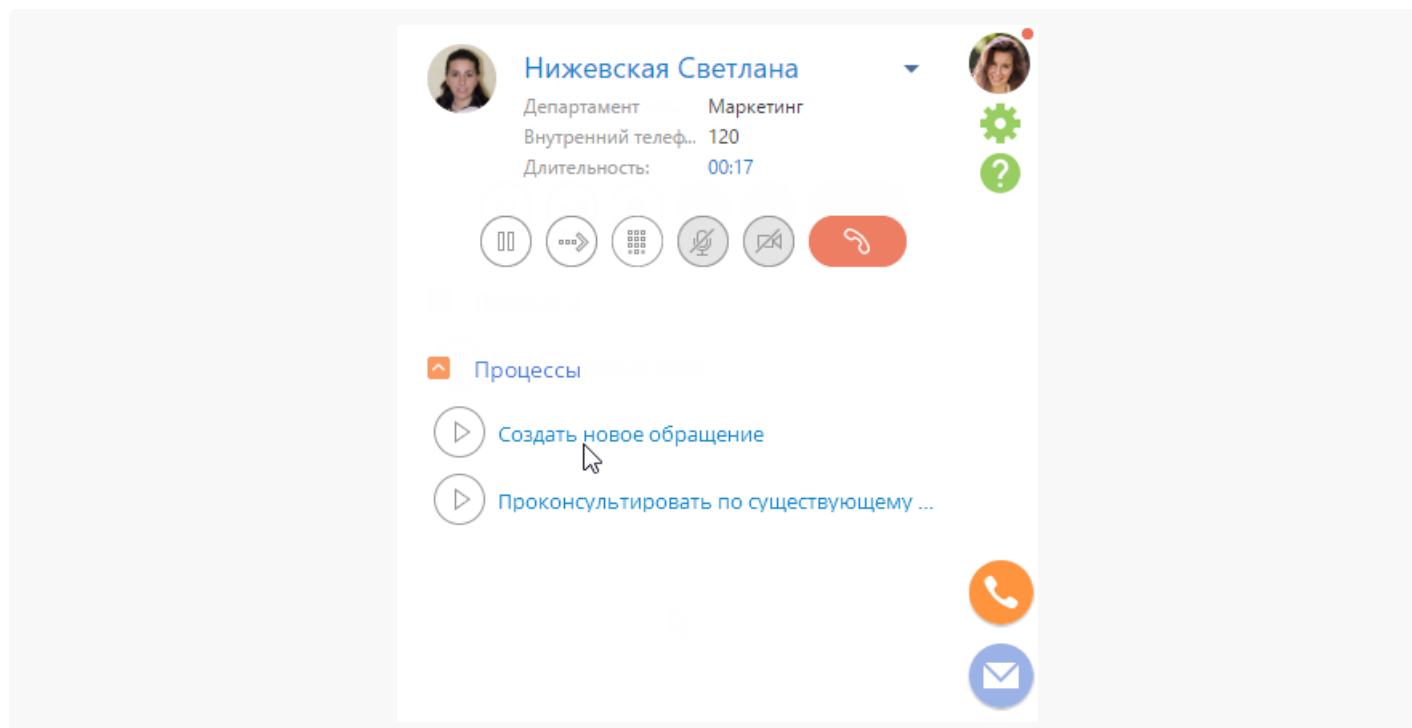 Нижевская Светлана
Департамент Маркетинг
Внутренний телеф... 120
Длительность: 00:17
Процессы
Создать новое обращение
Проконсультировать по существующему ...